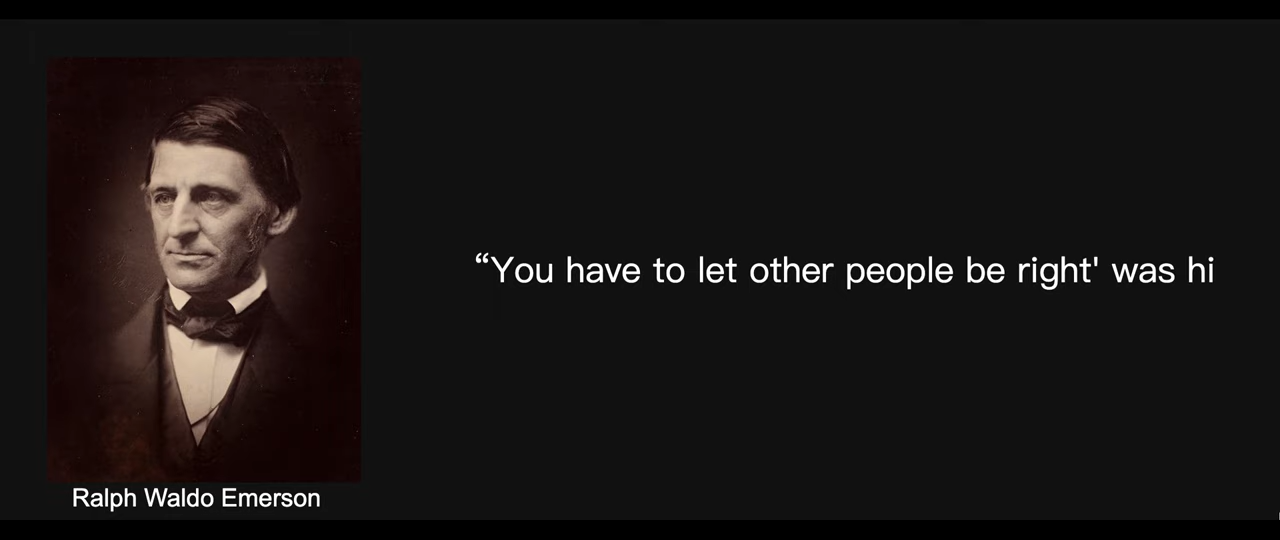 “You have to let other people be right' was hi
Ralph Waldo Emerson